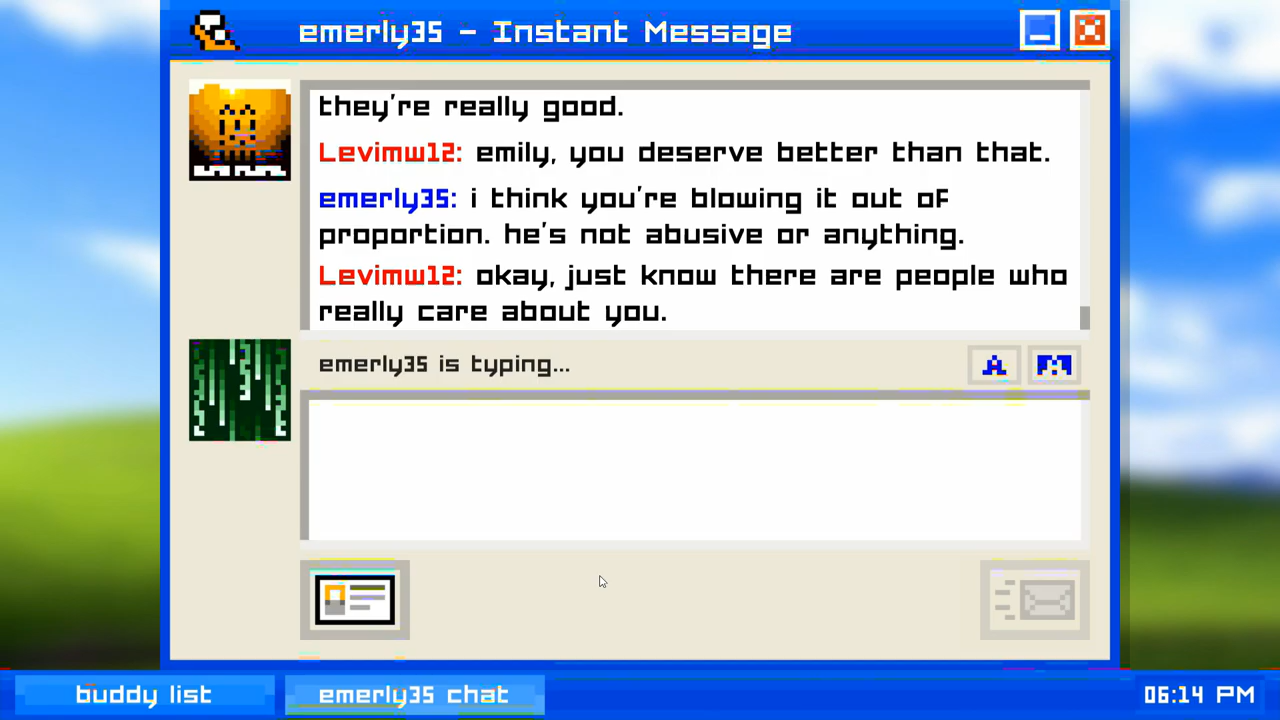 emerly35 - Instant Message
they're really good.
Levimw12: emily, you deserve better than that.
emerly35: i think you're blowing it out of
proportion. he's not abusive or anything.
Levimw12: okay, just know there are people who
really care about you.
emerly35 is typing...
A A
buddy list
emerly35 chat
06:14 PM